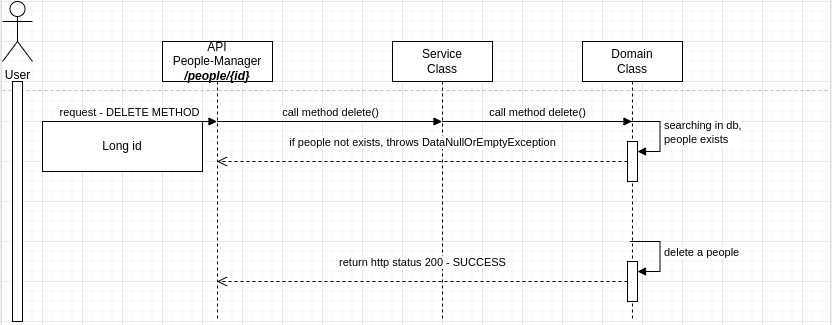 User
API
People-Manager
/people/{id}
Service
Class
Domain
Class
request - DELETE METHOD
call method delete()
call method delete()
Long id
searching in db,
people exists
if people not exists, throws DataNullOrEmptyException
delete a people
return http status 200 - SUCCESS